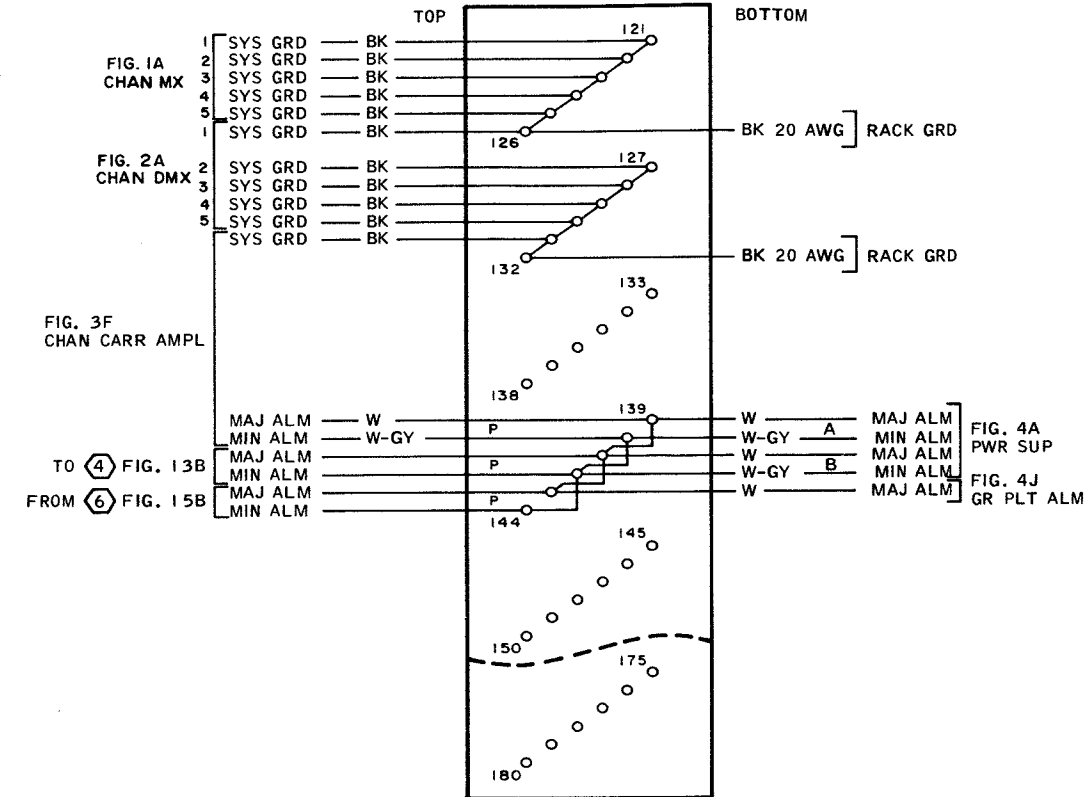 TOP BOTTOM
FIG. 1A
CHAN MX
1 SYS GRD BK 121
2 SYS GRD BK
3 SYS GRD BK
4 SYS GRD BK
5 SYS GRD BK
FIG. 2A
CHAN DMX
1 SYS GRD BK 126 BK 20 AWG RACK GRD
2 SYS GRD BK 127
3 SYS GRD BK
4 SYS GRD BK
5 SYS GRD BK
FIG. 3F
CHAN CARR AMPL
SYS GRD BK
132 BK 20 AWG RACK GRD
133
138
MAJ ALM W P 139 W A MAJ ALM
MIN ALM W-GY W-GY MIN ALM
FIG. 4A
PWR SUP
TO 4 FIG. 13B
MAJ ALM P W B MAJ ALM
MIN ALM W-GY MIN ALM
FROM 6 FIG. 15B
MAJ ALM P W MAJ ALM
MIN ALM 144
FIG. 4J
GR PLT ALM
145
150
175
180